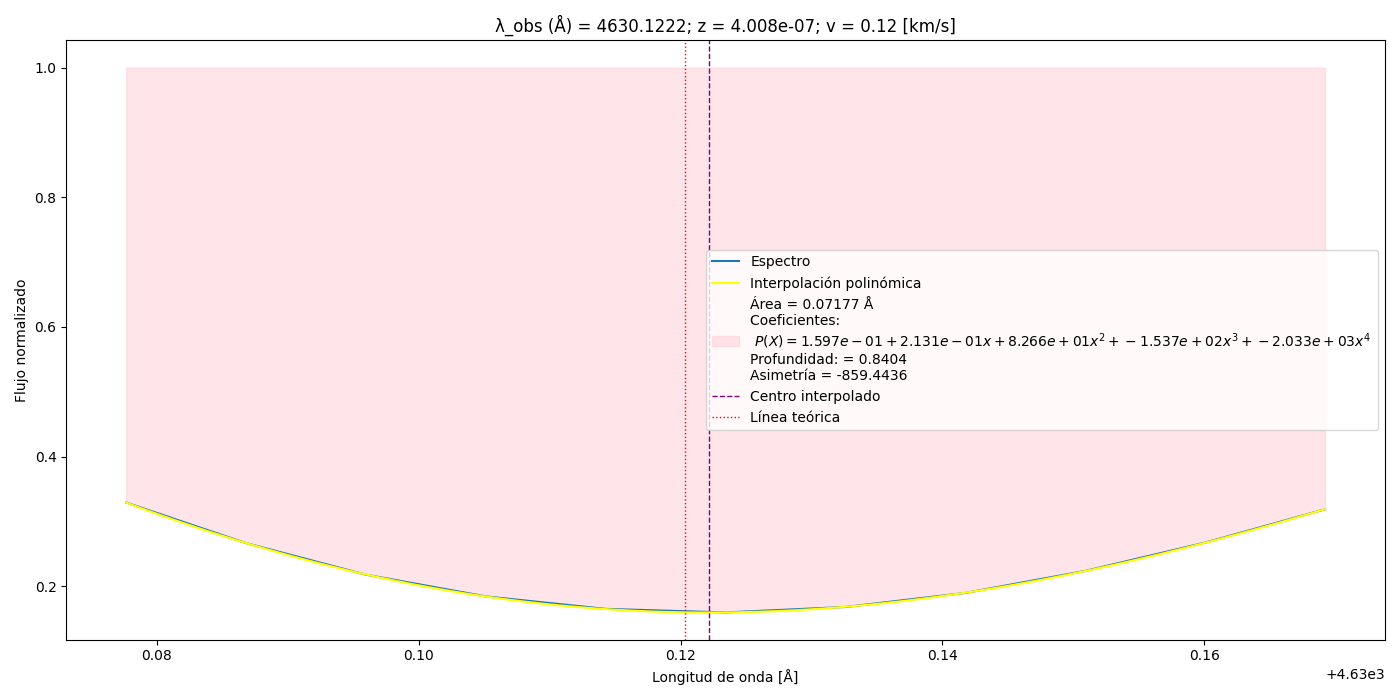 λ_obs (Å) = 4630.1222; z = 4.008e-07; v = 0.12 [km/s]
Flujo normalizado
1.0
0.8
0.6
0.4
0.2
Espectro
Interpolación polinómica
Área = 0.07177 Å
Coeficientes:
P(X) = 1.597e − 01 + 2.131e − 01x + 8.266e + 01x² + − 1.537e + 02x³ + − 2.033e + 03x⁴
Profundidad: = 0.8404
Asimetría = -859.4436
Centro interpolado
Línea teórica
0.08 0.10 0.12 0.14 0.16
+4.63e3
Longitud de onda [Å]